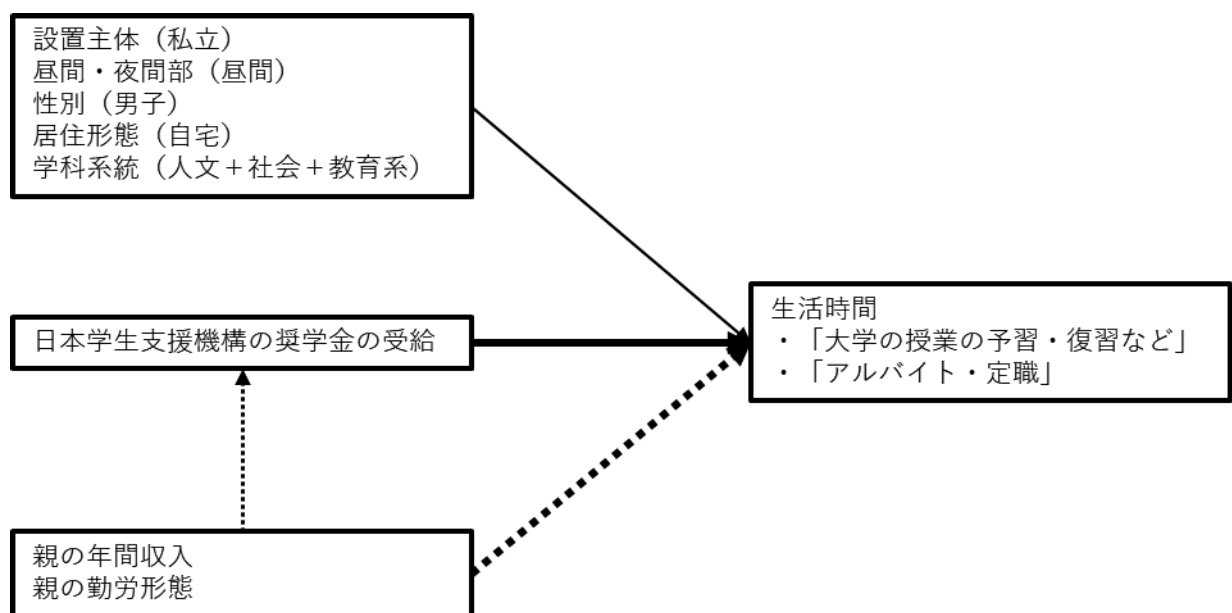 設置主体（私立）
昼間・夜間部（昼間）
性別（男子）
居住形態（自宅）
学科系統（人文＋社会＋教育系）
日本学生支援機構の奨学金の受給
生活時間
・「大学の授業の予習・復習など」
・「アルバイト・定職」
親の年間収入
親の勤労形態